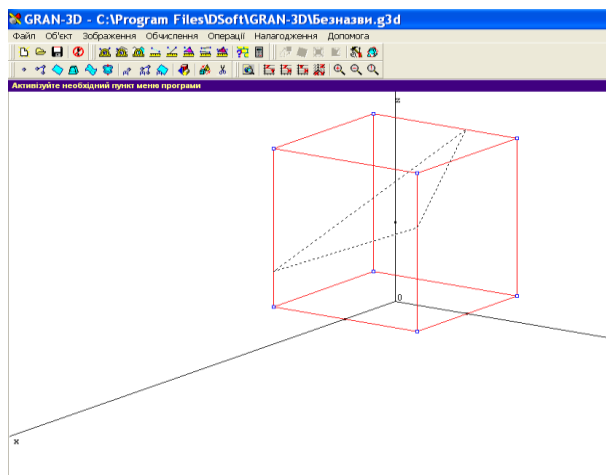 GRAN-3D - C:\Program Files\DSoft\GRAN-3D\Безназви.g3d
Файл Об'єкт Зображення Обчислення Операції Налагодження Допомога
Активізуйте необхідний пункт меню програми
z
0
x